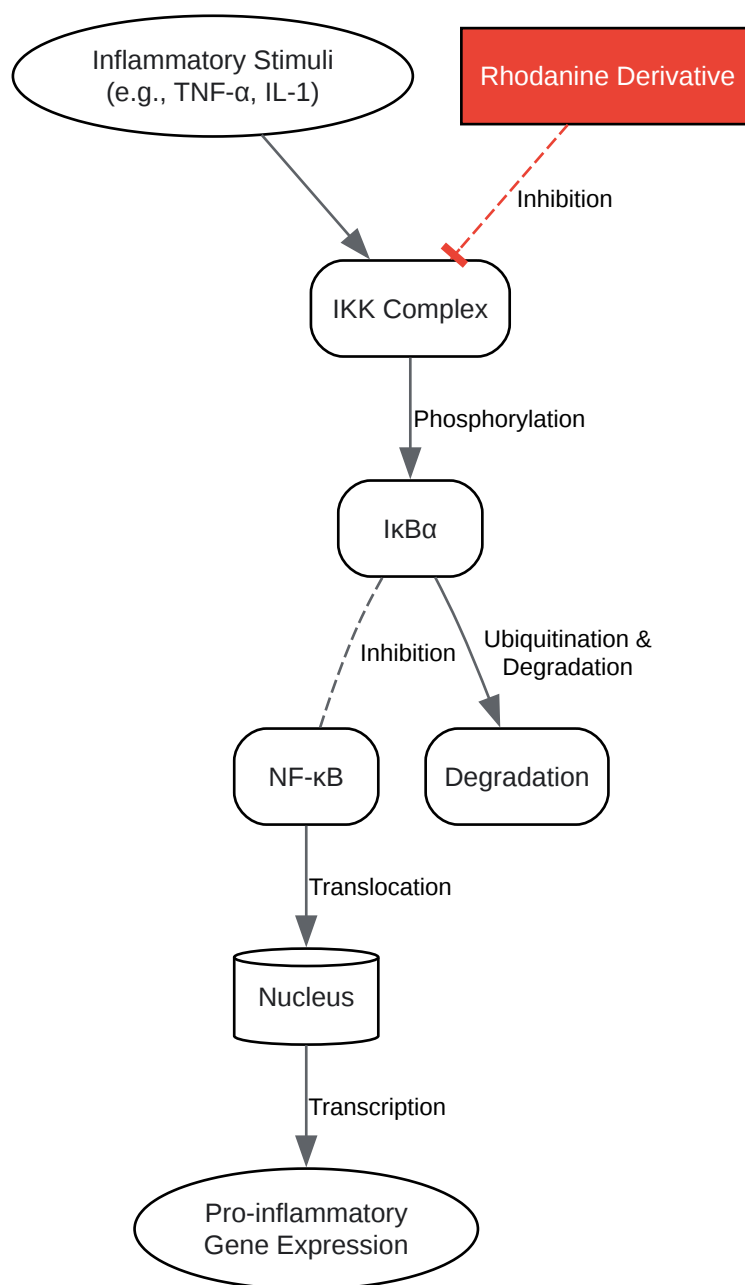 Inflammatory Stimuli
(e.g., TNF-α, IL-1)
Rhodanine Derivative
Inhibition
IKK Complex
Phosphorylation
IκBα
Inhibition
Ubiquitination &
Degradation
NF-κB
Degradation
Translocation
Nucleus
Transcription
Pro-inflammatory
Gene Expression